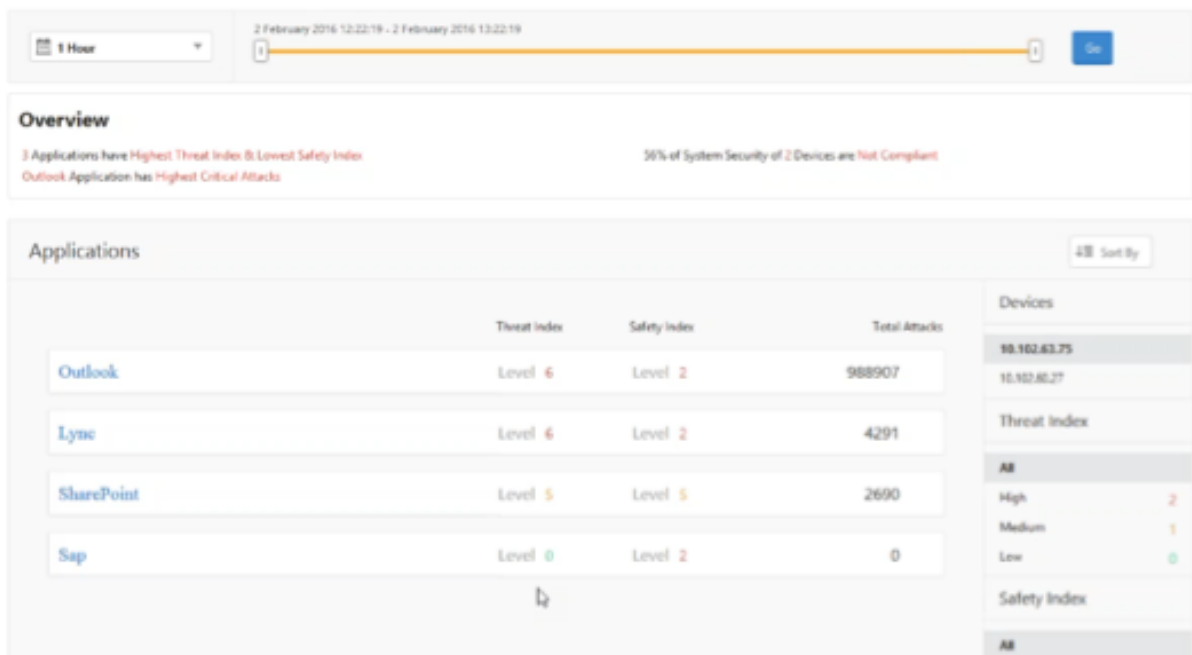 2 February 2016 12:22:19 - 2 February 2016 13:22:19
1 Hour
Go
Overview
3 Applications have Highest Threat Index & Lowest Safety Index
56% of System Security of 2 Devices are Not Compliant
Outlook Application has Highest Critical Attacks
Applications
Sort By
Devices
Threat Index Safety Index Total Attacks
10.102.63.75
Outlook Level 6 Level 2 988907
10.102.60.27
Lync Level 6 Level 2 4291
Threat Index
All
SharePoint Level 5 Level 5 2690
High 2
Medium 1
Sap Level 0 Level 2 0
Low 0
Safety Index
All